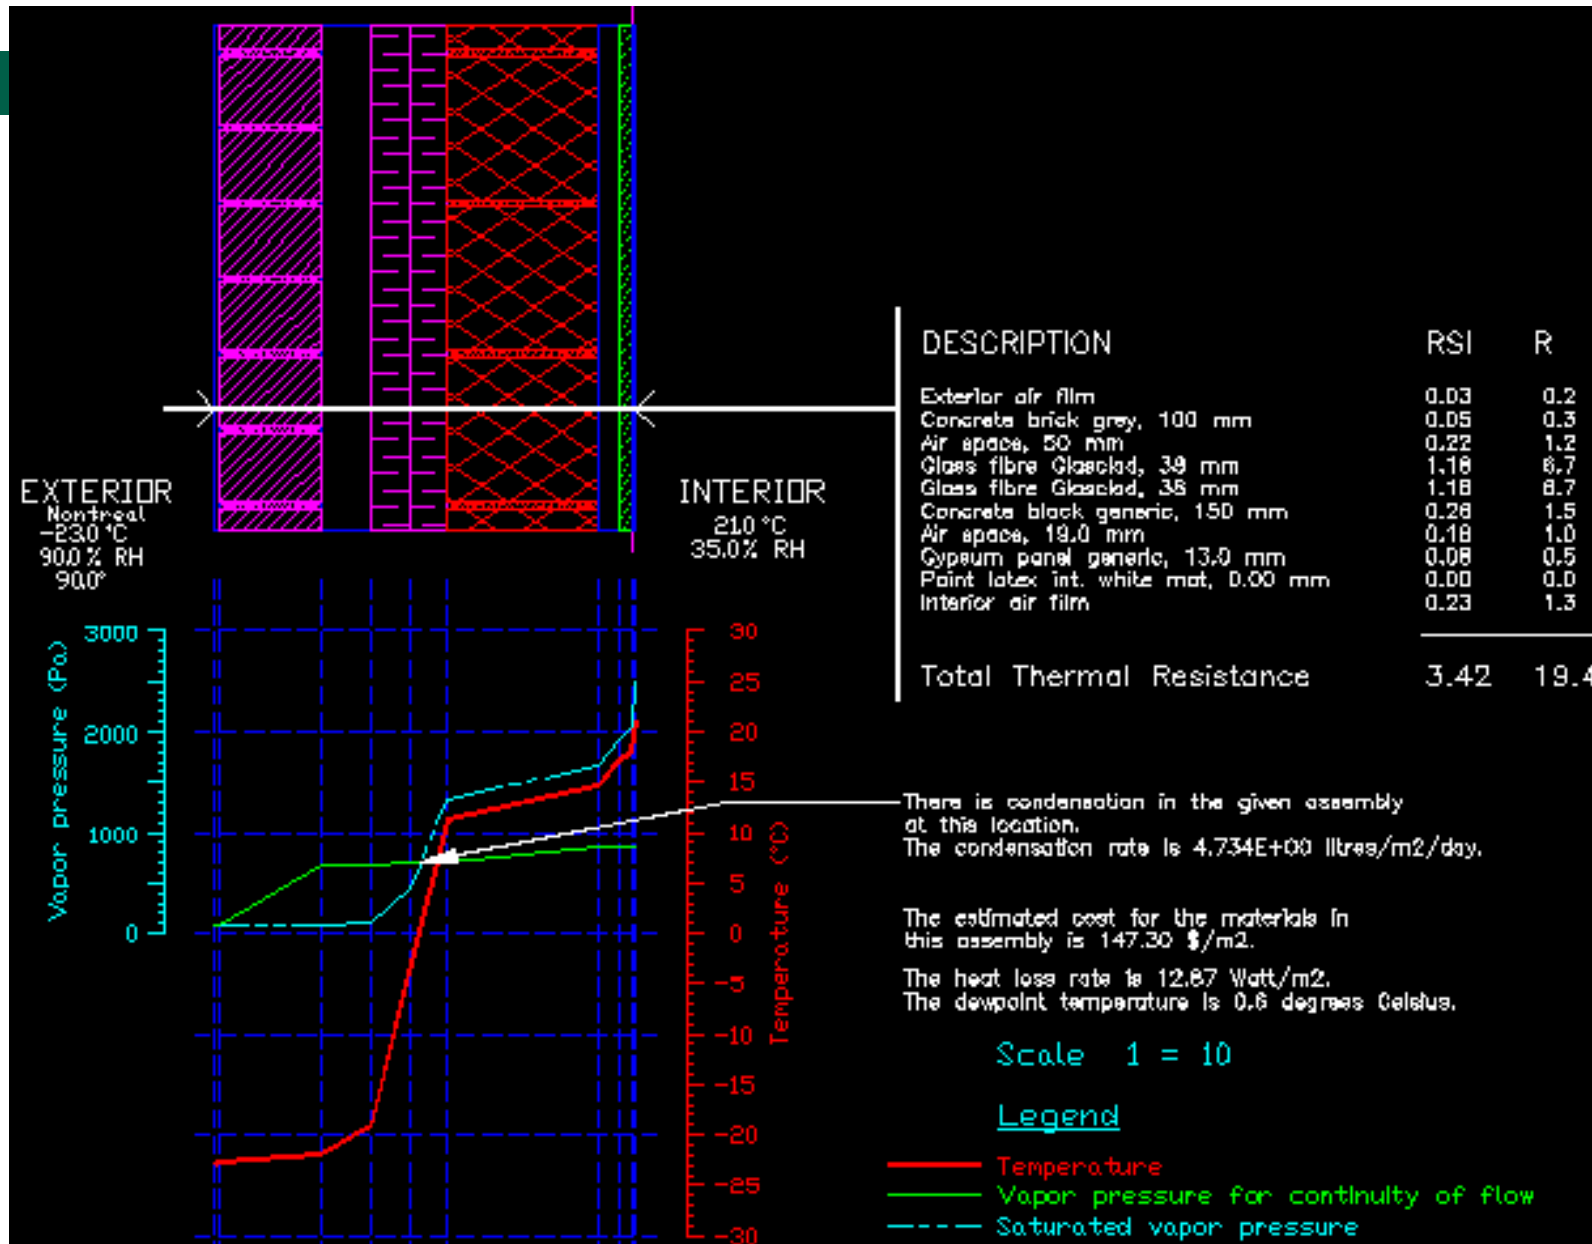 DESCRIPTION RSI R
Exterior air film 0.03 0.2
Concrete brick grey, 100 mm 0.05 0.3
Air space, 50 mm 0.22 1.2
Glass fibre Glasclad, 38 mm 1.18 6.7
Glass fibre Glasclad, 38 mm 1.18 6.7
Concrete block generic, 150 mm 0.26 1.5
Air space, 19.0 mm 0.18 1.0
Gypsum panel generic, 13.0 mm 0.08 0.5
Paint latex int. white mat, 0.00 mm 0.00 0.0
Interior air film 0.23 1.3
Total Thermal Resistance 3.42 19.4
EXTERIOR
Montreal
-23.0 °C
90.0 % RH
90.0°
INTERIOR
21.0 °C
35.0% RH
Vapor pressure (Pa)
3000
2000
1000
0
30
25
20
15
10
5
0
-5
-10
-15
-20
-25
-30
Temperature (°C)
There is condensation in the given assembly
at this location.
The condensation rate is 4.734E+00 litres/m2/day.
The estimated cost for the materials in
this assembly is 147.30 $/m2.
The heat loss rate is 12.87 Watt/m2.
The dewpoint temperature is 0.6 degrees Celsius.
Scale 1 = 10
Legend
Temperature
Vapor pressure for continuity of flow
Saturated vapor pressure